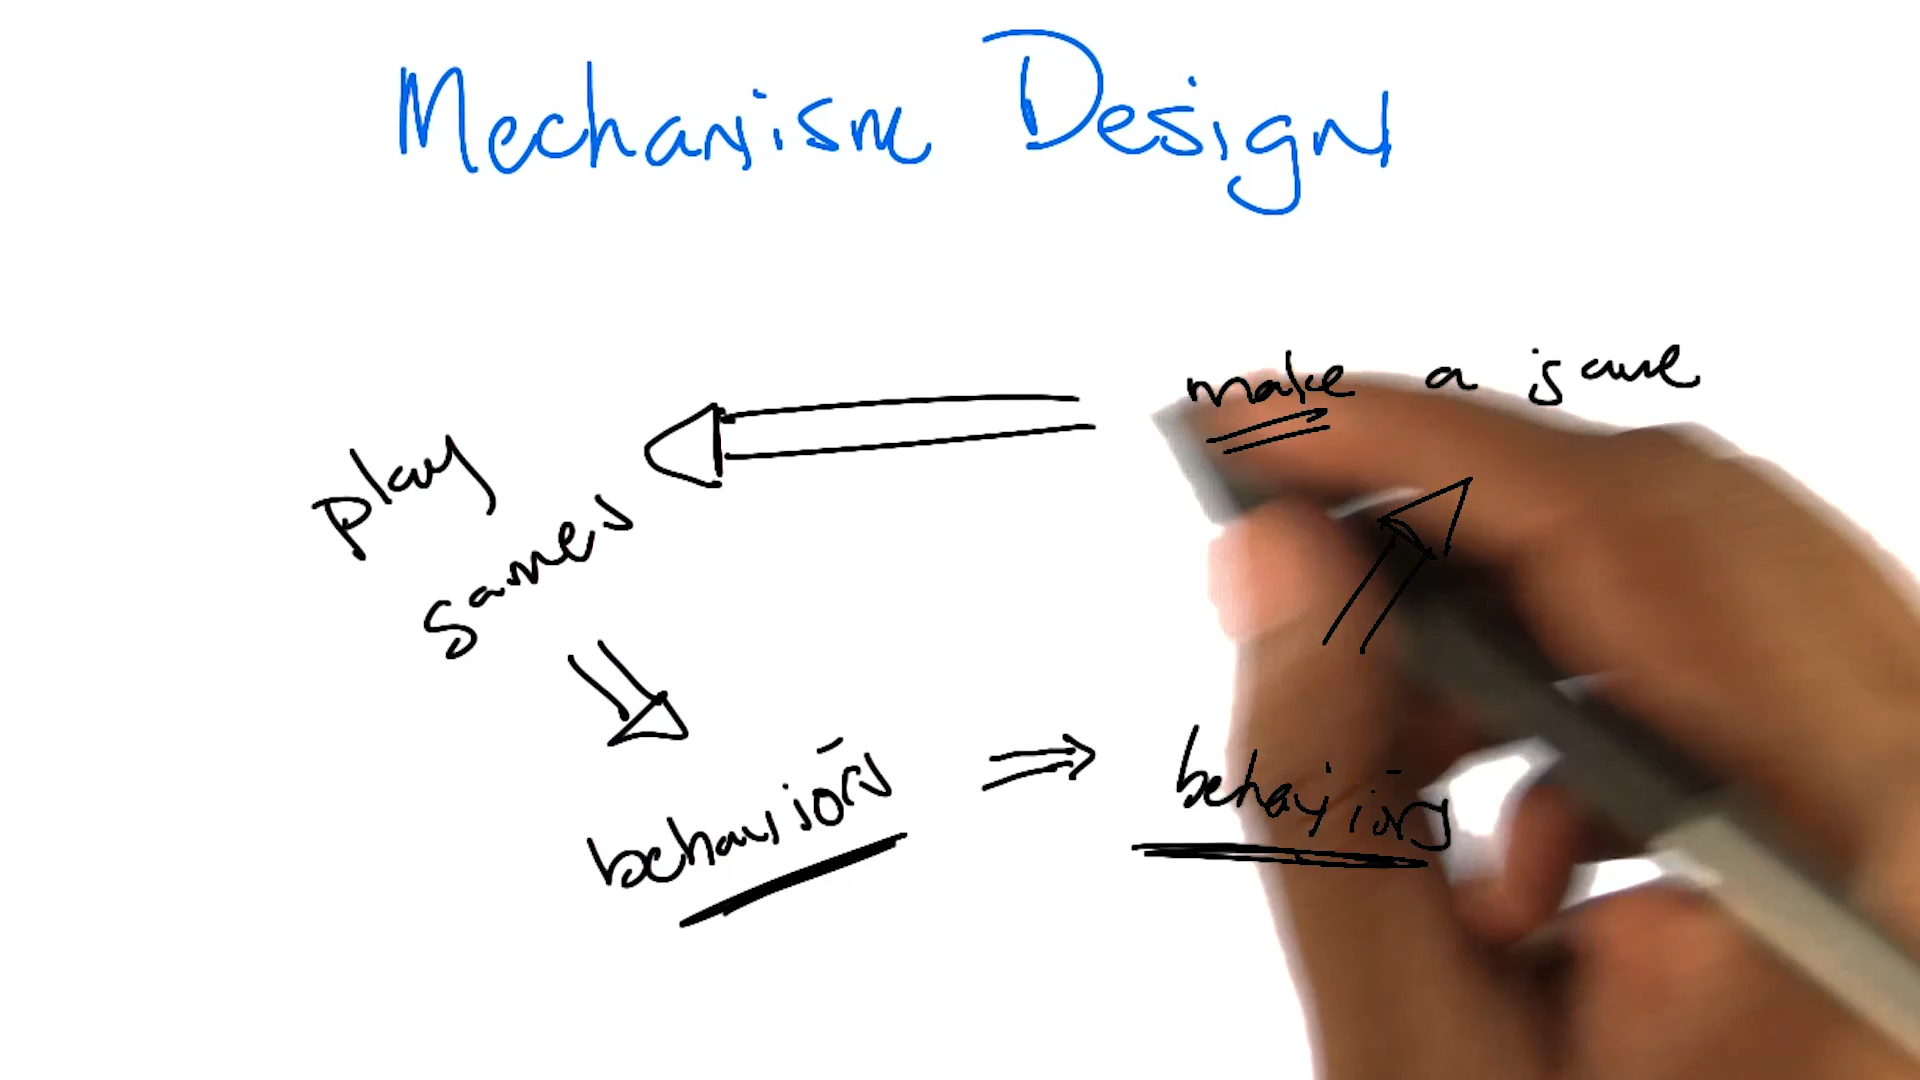 Mechanism Design
make a game
play
games
behaviors
behaviors